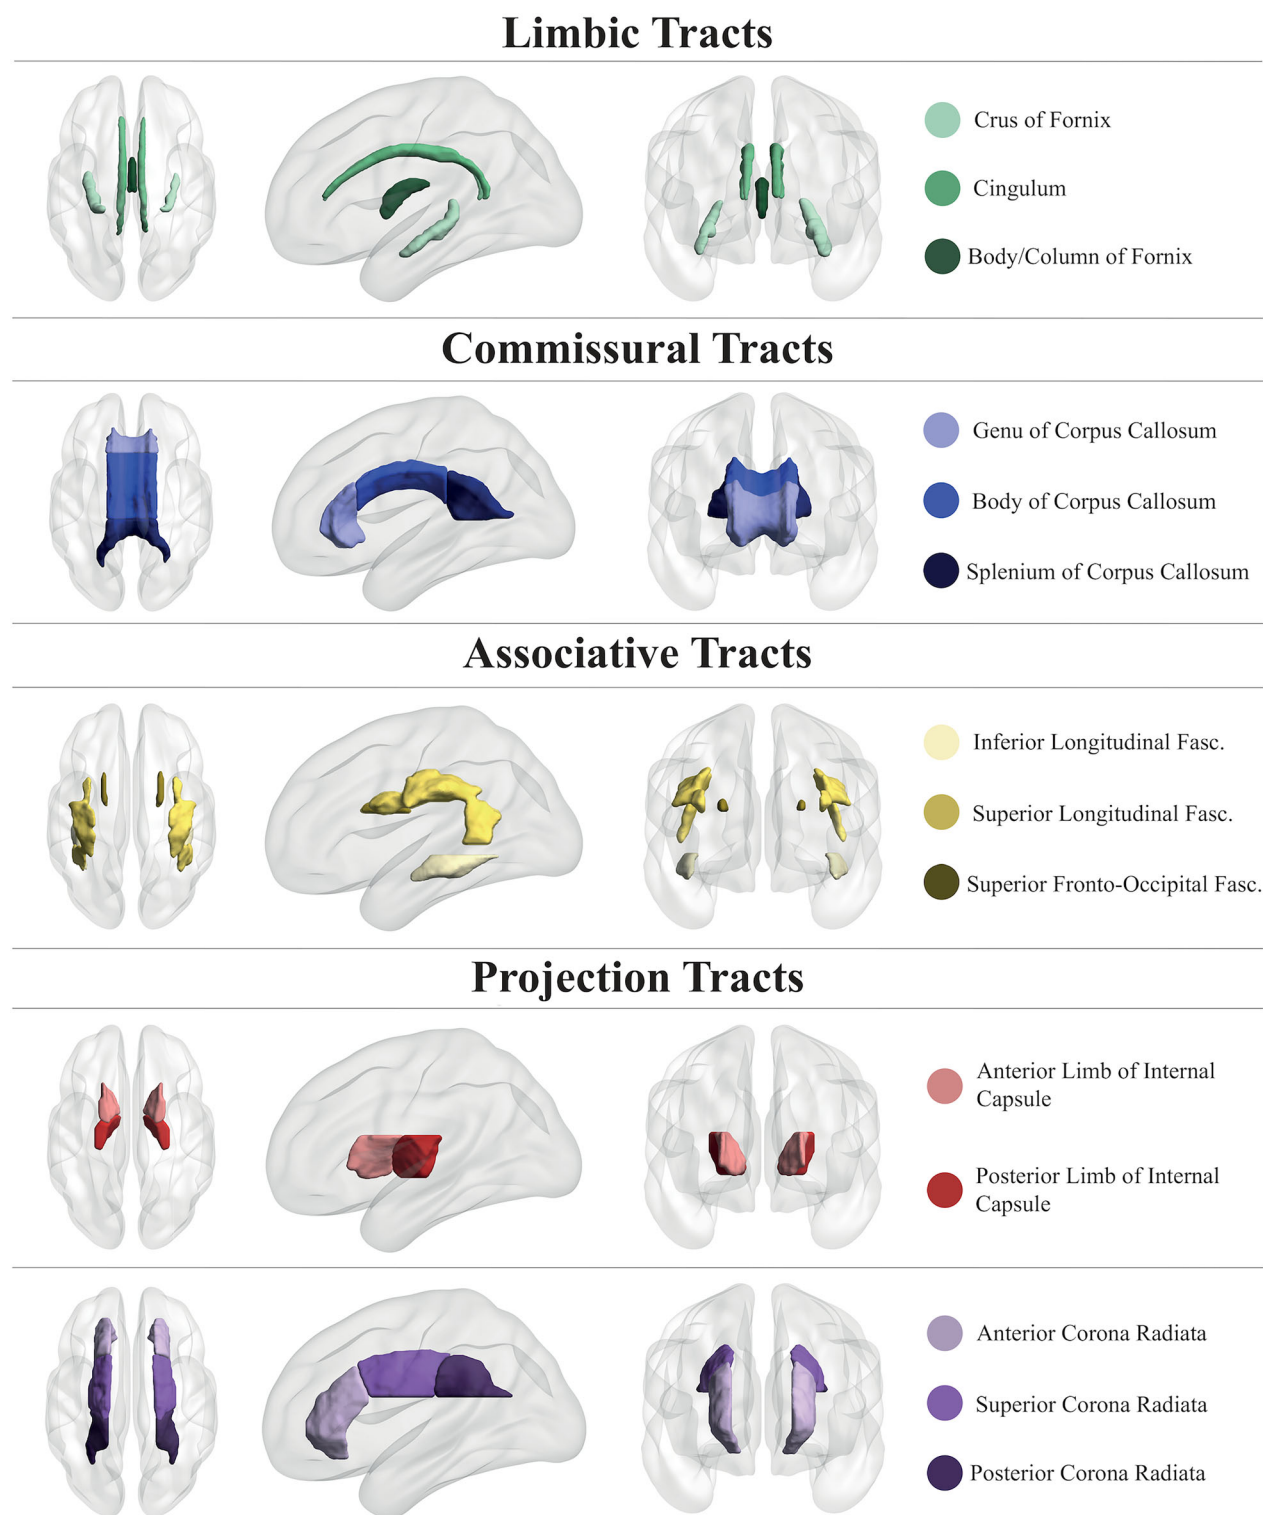 Limbic Tracts
Crus of Fornix
Cingulum
Body/Column of Fornix
Commissural Tracts
Genu of Corpus Callosum
Body of Corpus Callosum
Splenium of Corpus Callosum
Associative Tracts
Inferior Longitudinal Fasc.
Superior Longitudinal Fasc.
Superior Fronto-Occipital Fasc.
Projection Tracts
Anterior Limb of Internal
Capsule
Posterior Limb of Internal
Capsule
Anterior Corona Radiata
Superior Corona Radiata
Posterior Corona Radiata